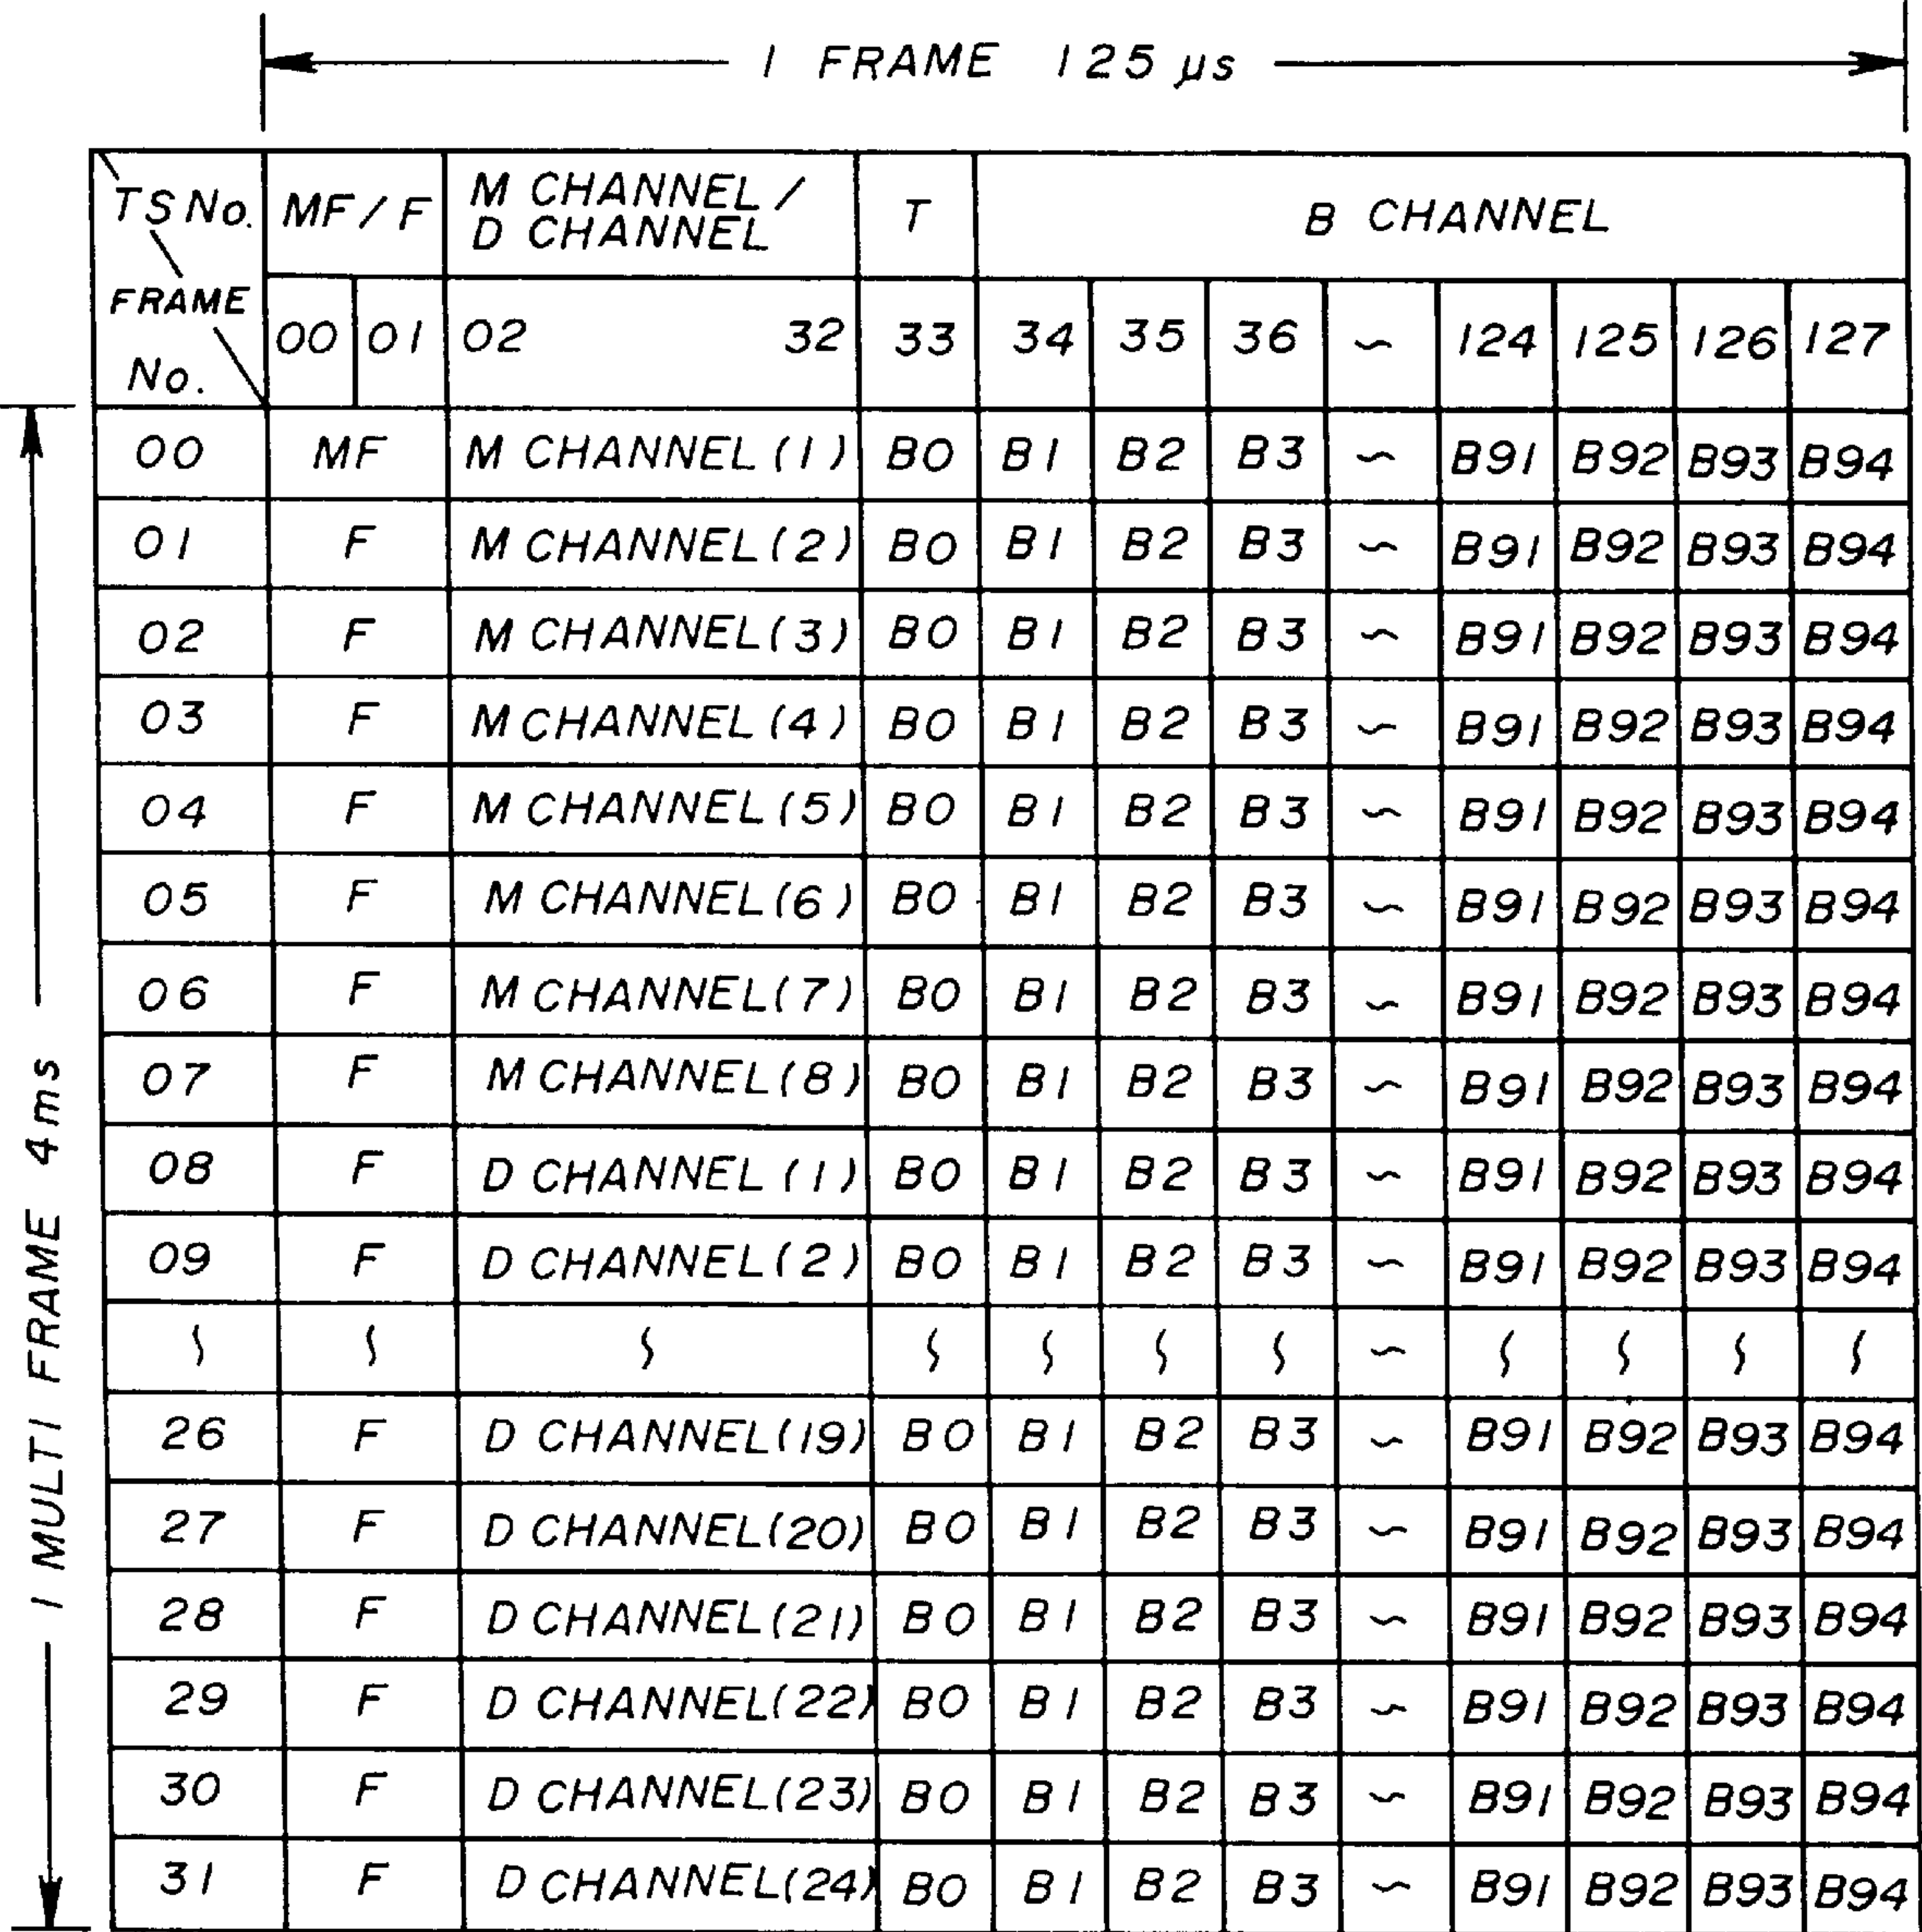 1 FRAME 125 µs
TS No. MF/F M CHANNEL/ D CHANNEL T B CHANNEL
FRAME No. 00 01 02 32 33 34 35 36 ~ 124 125 126 127
00 MF M CHANNEL(1) B0 B1 B2 B3 ~ B91 B92 B93 B94
01 F M CHANNEL(2) B0 B1 B2 B3 ~ B91 B92 B93 B94
02 F M CHANNEL(3) B0 B1 B2 B3 ~ B91 B92 B93 B94
03 F M CHANNEL(4) B0 B1 B2 B3 ~ B91 B92 B93 B94
04 F M CHANNEL(5) B0 B1 B2 B3 ~ B91 B92 B93 B94
05 F M CHANNEL(6) B0 B1 B2 B3 ~ B91 B92 B93 B94
06 F M CHANNEL(7) B0 B1 B2 B3 ~ B91 B92 B93 B94
07 F M CHANNEL(8) B0 B1 B2 B3 ~ B91 B92 B93 B94
08 F D CHANNEL(1) B0 B1 B2 B3 ~ B91 B92 B93 B94
09 F D CHANNEL(2) B0 B1 B2 B3 ~ B91 B92 B93 B94
~ ~ ~ ~ ~ ~ ~ ~ ~ ~ ~ ~
26 F D CHANNEL(19) B0 B1 B2 B3 ~ B91 B92 B93 B94
27 F D CHANNEL(20) B0 B1 B2 B3 ~ B91 B92 B93 B94
28 F D CHANNEL(21) B0 B1 B2 B3 ~ B91 B92 B93 B94
29 F D CHANNEL(22) B0 B1 B2 B3 ~ B91 B92 B93 B94
30 F D CHANNEL(23) B0 B1 B2 B3 ~ B91 B92 B93 B94
31 F D CHANNEL(24) B0 B1 B2 B3 ~ B91 B92 B93 B94
1 MULTI FRAME 4ms